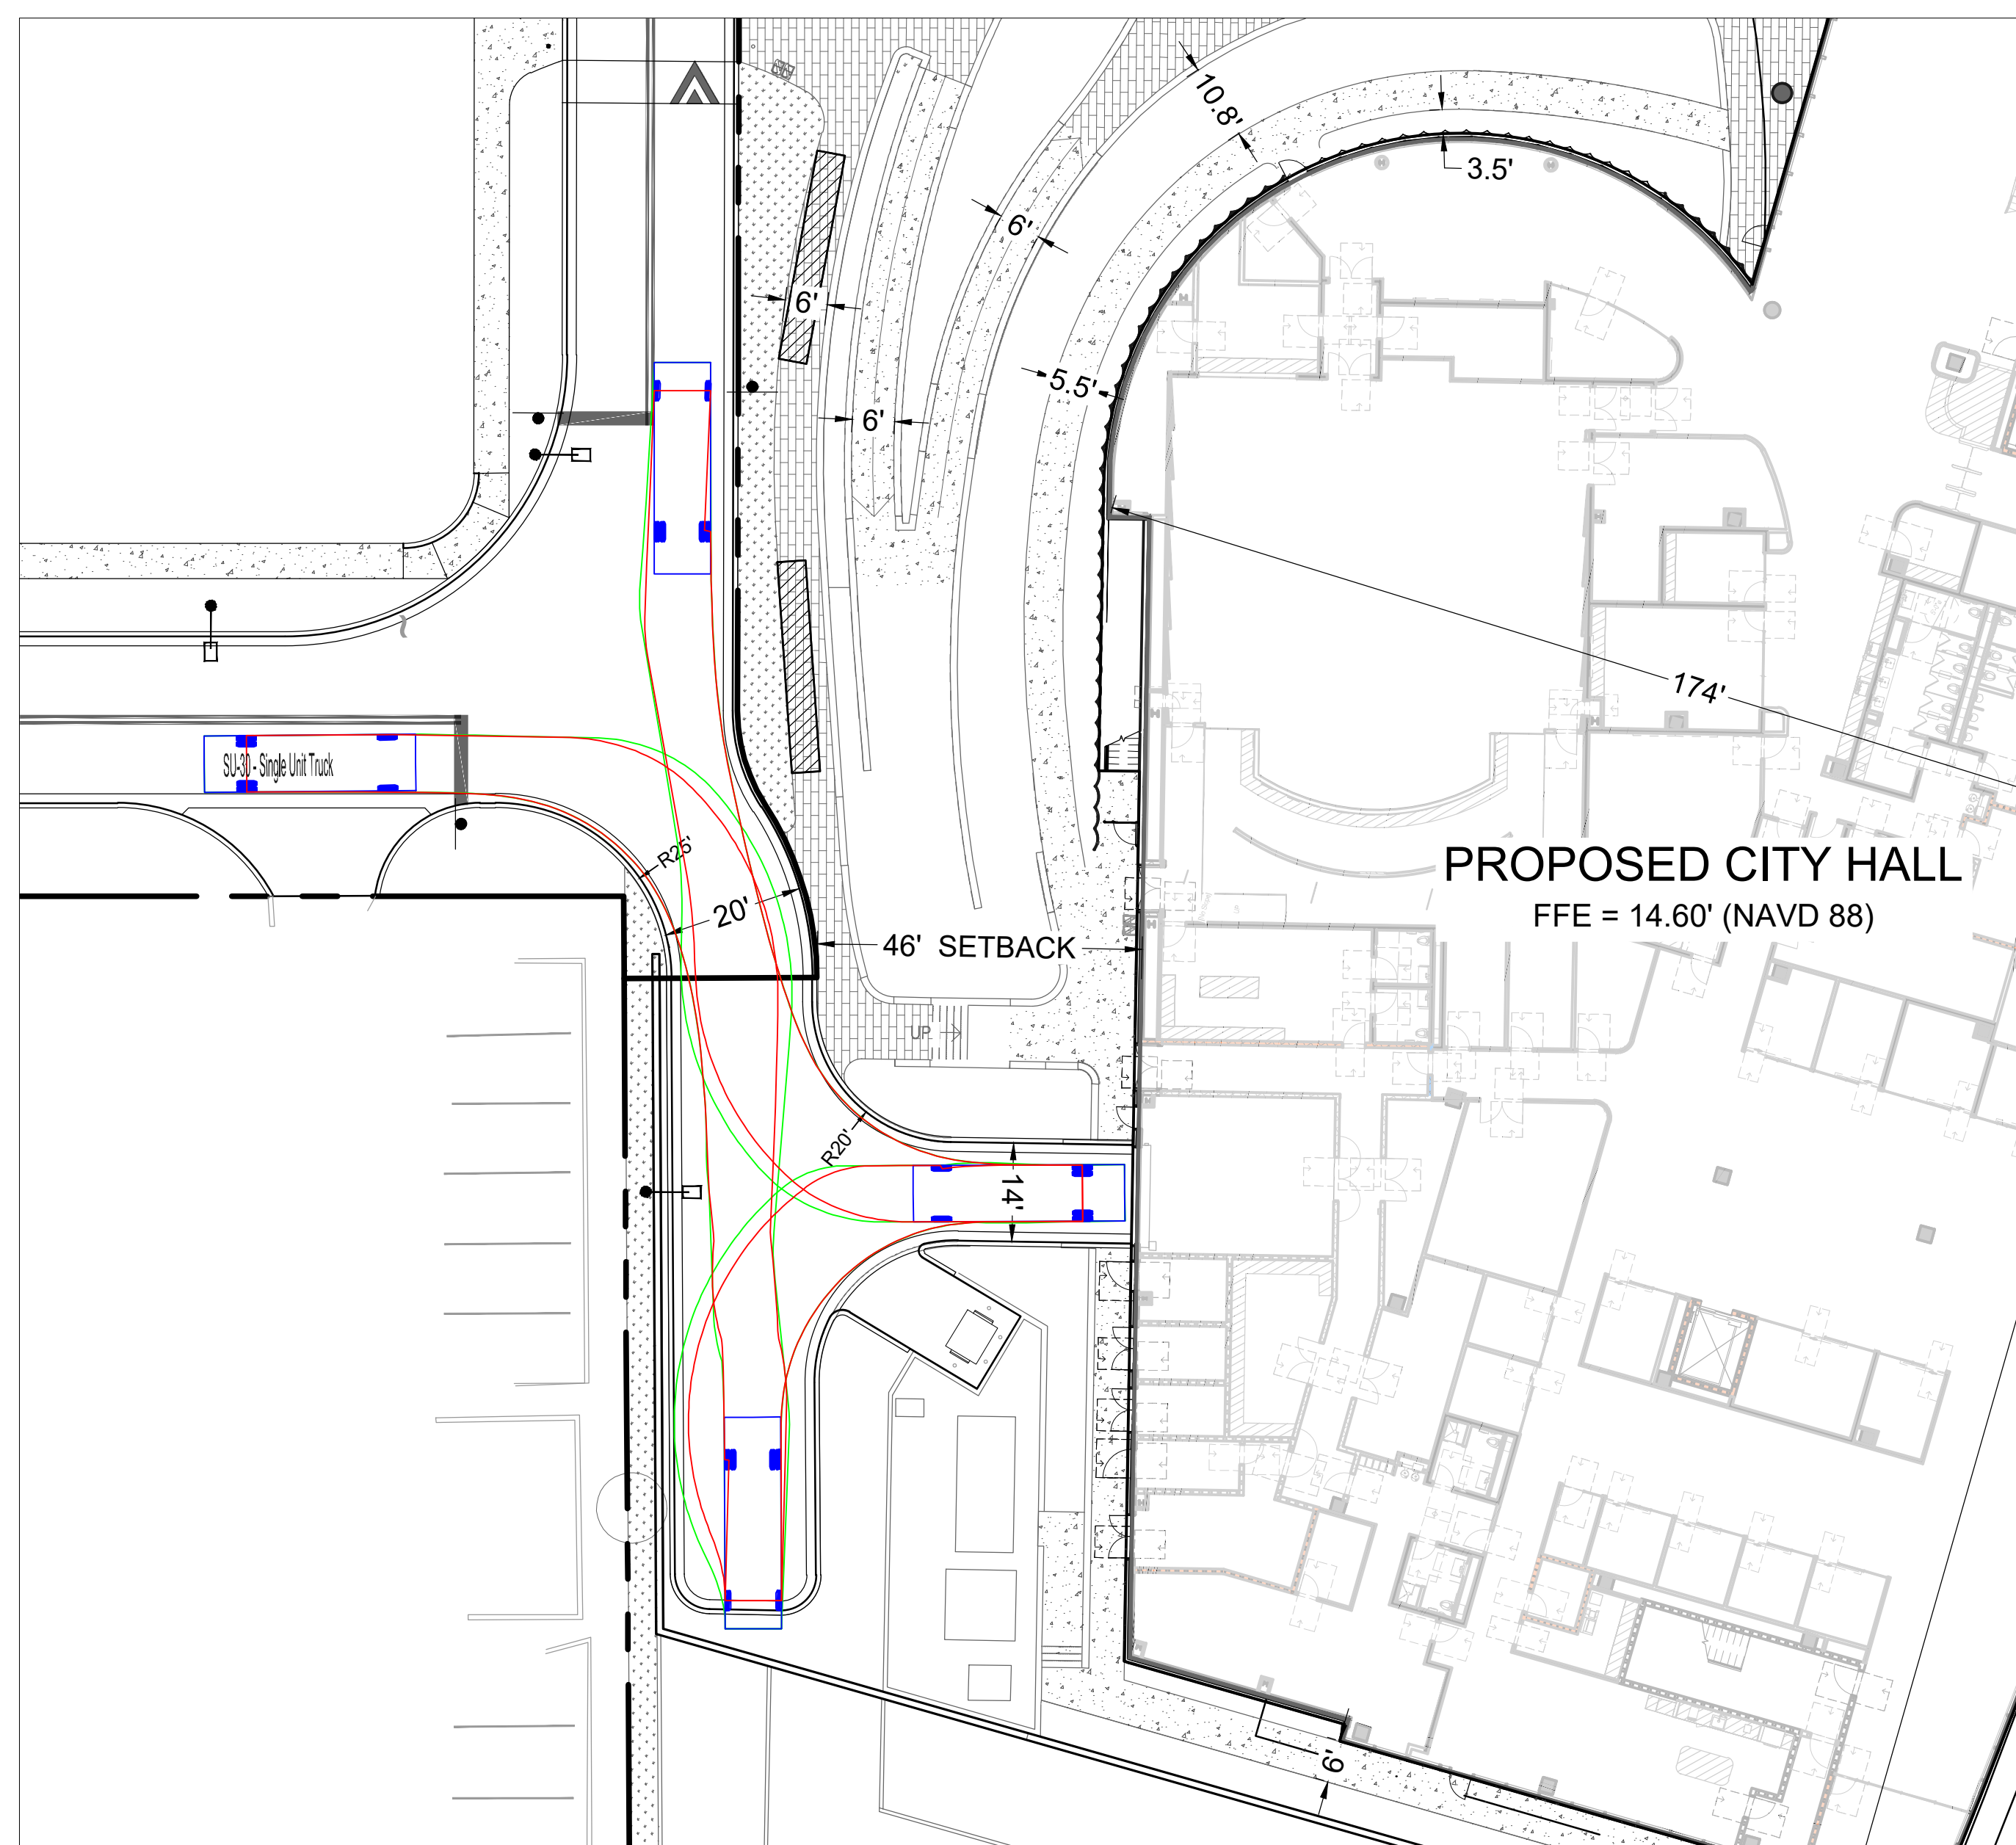 10.8'
3.5'
6'
6'
5.5'
6'
174'
SU-30 - Single Unit Truck
PROPOSED CITY HALL
FFE = 14.60' (NAVD 88)
R25'
20'
46' SETBACK
UP
R20'
14'
6'